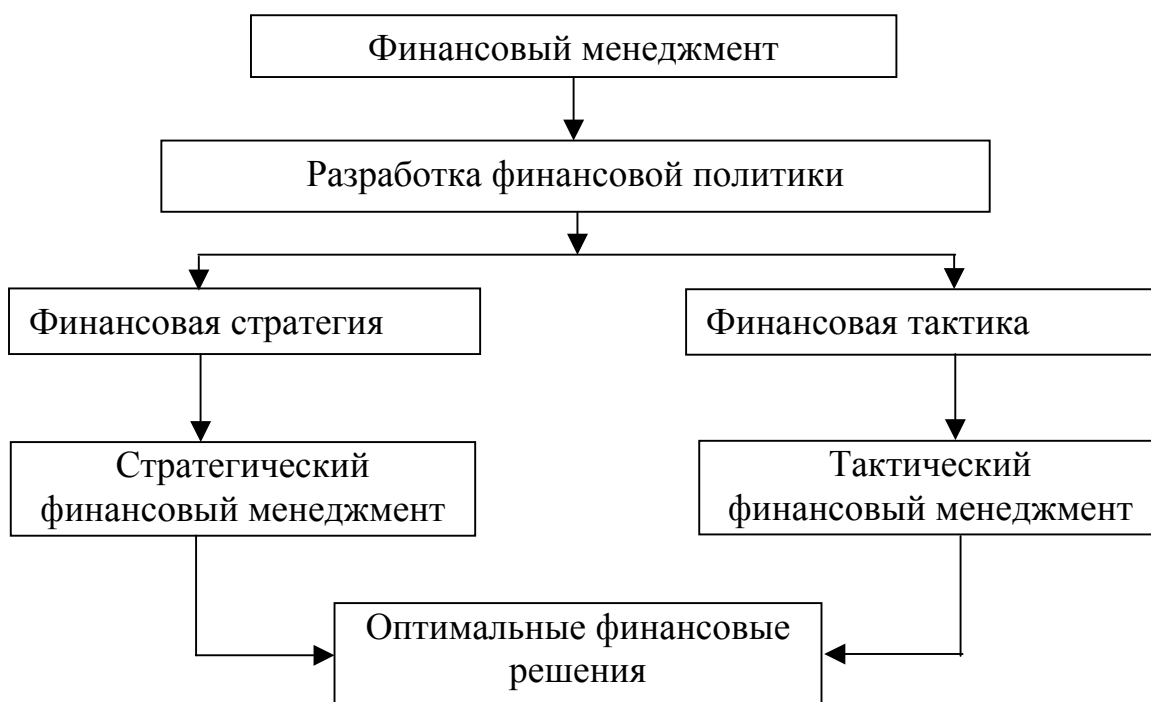 Финансовый менеджмент
Разработка финансовой политики
Финансовая стратегия
Финансовая тактика
Стратегический
финансовый менеджмент
Тактический
финансовый менеджмент
Оптимальные финансовые
решения